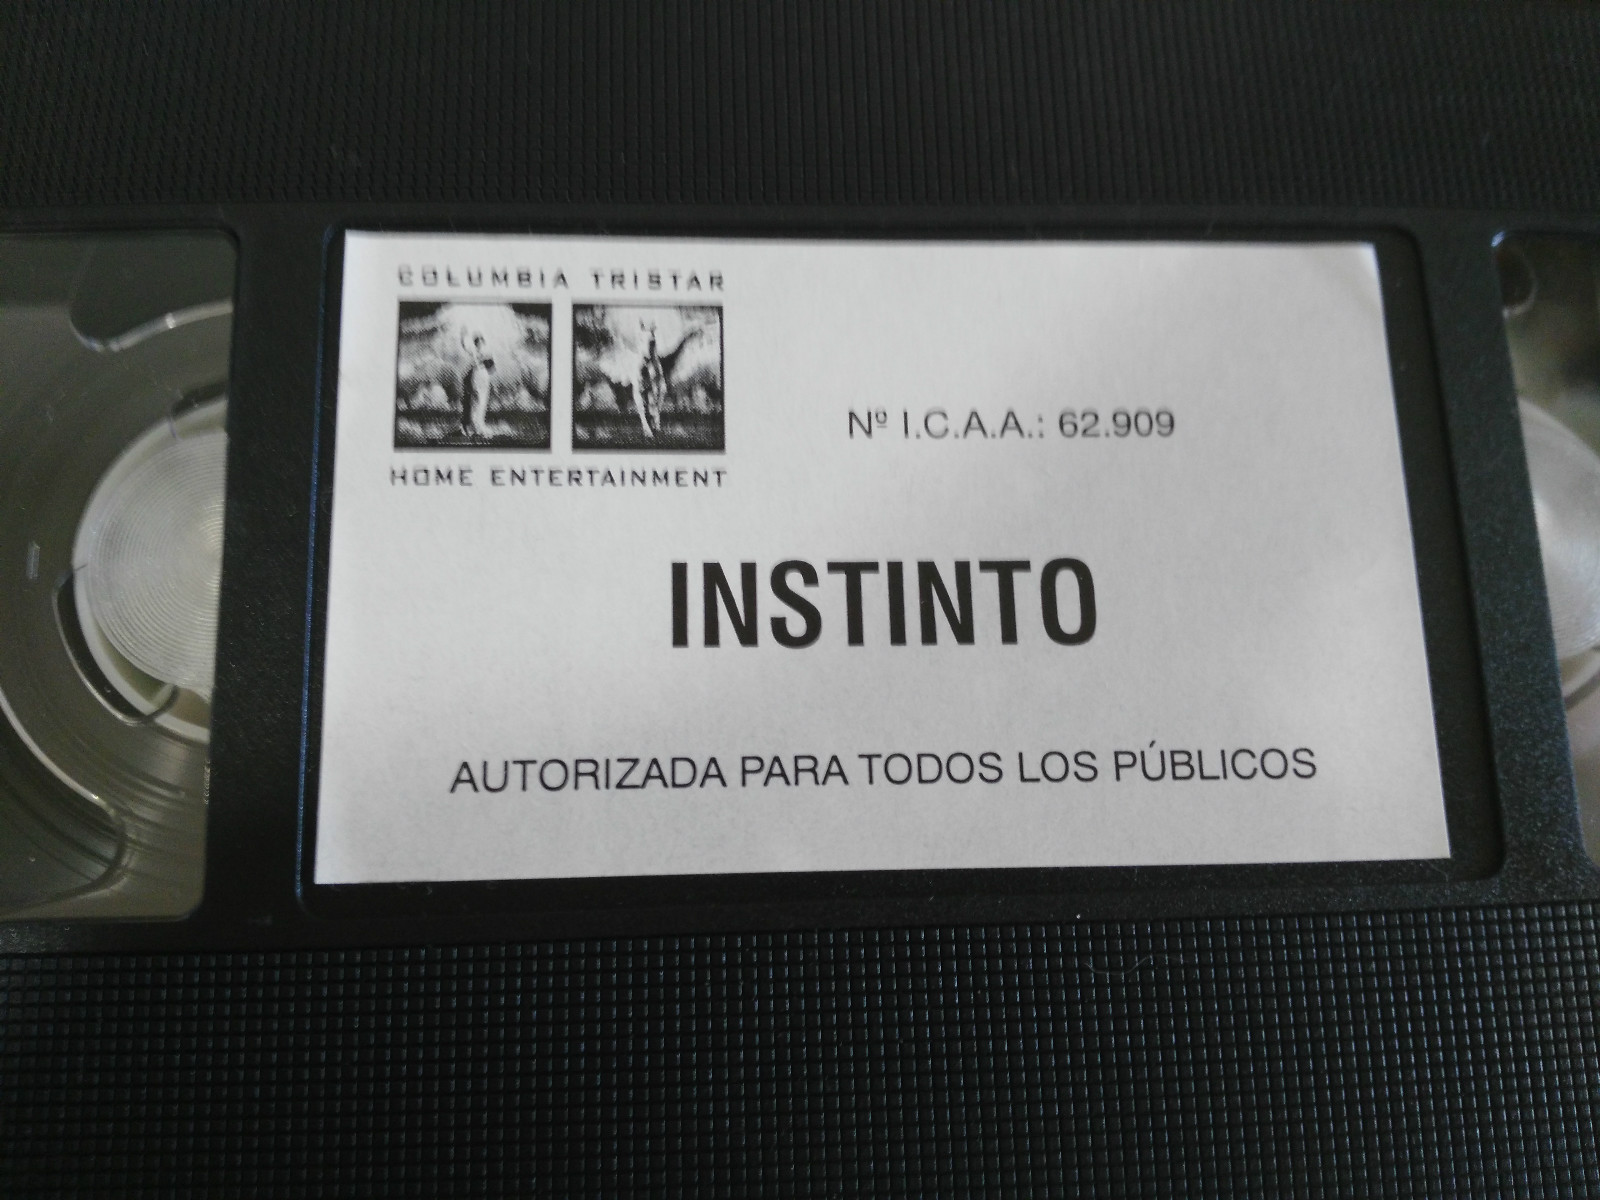 COLUMBIA TRISTAR
HOME ENTERTAINMENT
Nº I.C.A.A.: 62.909
INSTINTO
AUTORIZADA PARA TODOS LOS PÚBLICOS